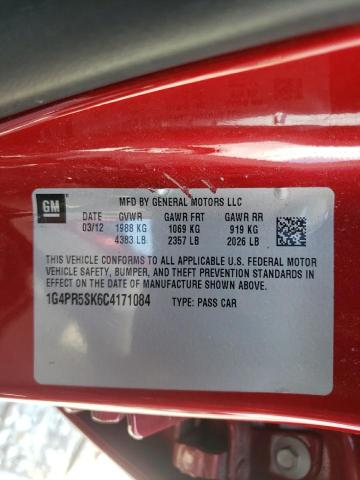 GM
MFD BY GENERAL MOTORS LLC
DATE GVWR GAWR FRT GAWR RR
03/12 1988 KG 1069 KG 919 KG
4383 LB 2357 LB 2026 LB
THIS VEHICLE CONFORMS TO ALL APPLICABLE U.S. FEDERAL MOTOR
VEHICLE SAFETY, BUMPER, AND THEFT PREVENTION STANDARDS IN
EFFECT ON THE DATE OF MANUFACTURE SHOWN ABOVE.
1G4PR5SK6C4171084 TYPE: PASS CAR